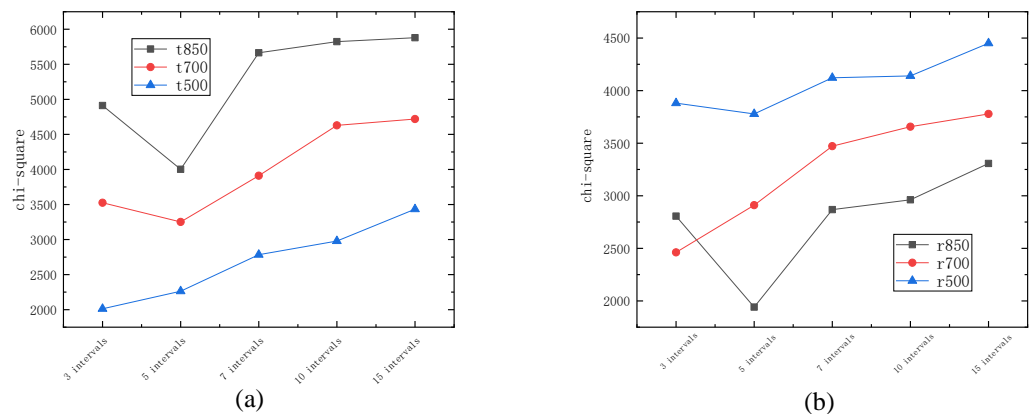 6000
5500
5000
4500
4000
3500
3000
2500
2000
chi-square
t850
t700
t500
3 intervals
5 intervals
7 intervals
10 intervals
15 intervals
(a)
4500
4000
3500
3000
2500
2000
chi-square
r850
r700
r500
3 intervals
5 intervals
7 intervals
10 intervals
15 intervals
(b)